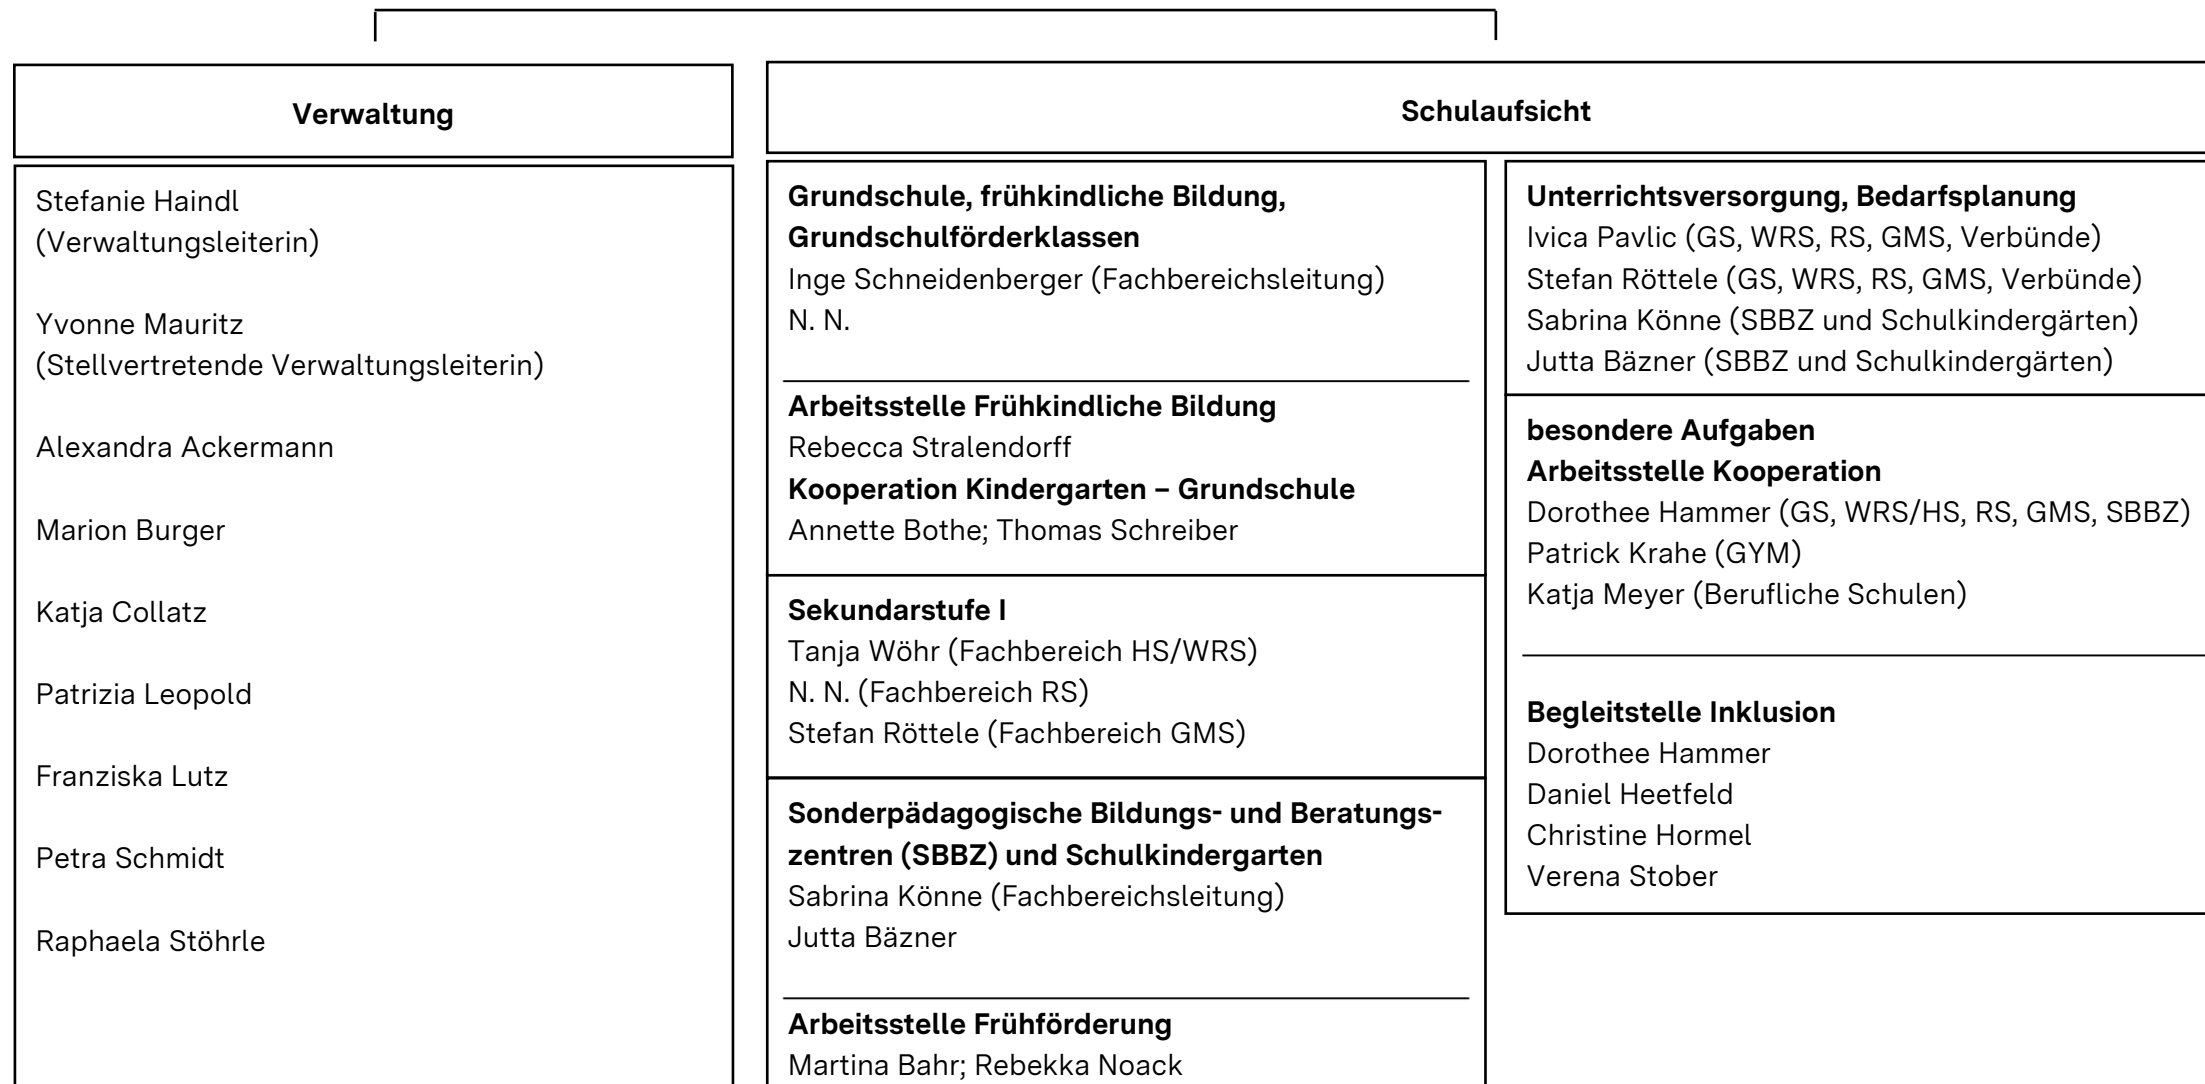 Verwaltung
Stefanie Haindl
(Verwaltungsleiterin)
Yvonne Mauritz
(Stellvertretende Verwaltungsleiterin)
Alexandra Ackermann
Marion Burger
Katja Collatz
Patrizia Leopold
Franziska Lutz
Petra Schmidt
Raphaela Stöhrle
Schulaufsicht
Grundschule, frühkindliche Bildung,
Grundschulförderklassen
Inge Schneidenberger (Fachbereichsleitung)
N. N.
Arbeitsstelle Frühkindliche Bildung
Rebecca Stralendorff
Kooperation Kindergarten – Grundschule
Annette Bothe; Thomas Schreiber
Sekundarstufe I
Tanja Wöhr (Fachbereich HS/WRS)
N. N. (Fachbereich RS)
Stefan Röttele (Fachbereich GMS)
Sonderpädagogische Bildungs- und Beratungs-
zentren (SBBZ) und Schulkindergarten
Sabrina Könne (Fachbereichsleitung)
Jutta Bäzner
Arbeitsstelle Frühförderung
Martina Bahr; Rebekka Noack
Unterrichtsversorgung, Bedarfsplanung
Ivica Pavlic (GS, WRS, RS, GMS, Verbünde)
Stefan Röttele (GS, WRS, RS, GMS, Verbünde)
Sabrina Könne (SBBZ und Schulkindergärten)
Jutta Bäzner (SBBZ und Schulkindergärten)
besondere Aufgaben
Arbeitsstelle Kooperation
Dorothee Hammer (GS, WRS/HS, RS, GMS, SBBZ)
Patrick Krahe (GYM)
Katja Meyer (Berufliche Schulen)
Begleitstelle Inklusion
Dorothee Hammer
Daniel Heetfeld
Christine Hormel
Verena Stober